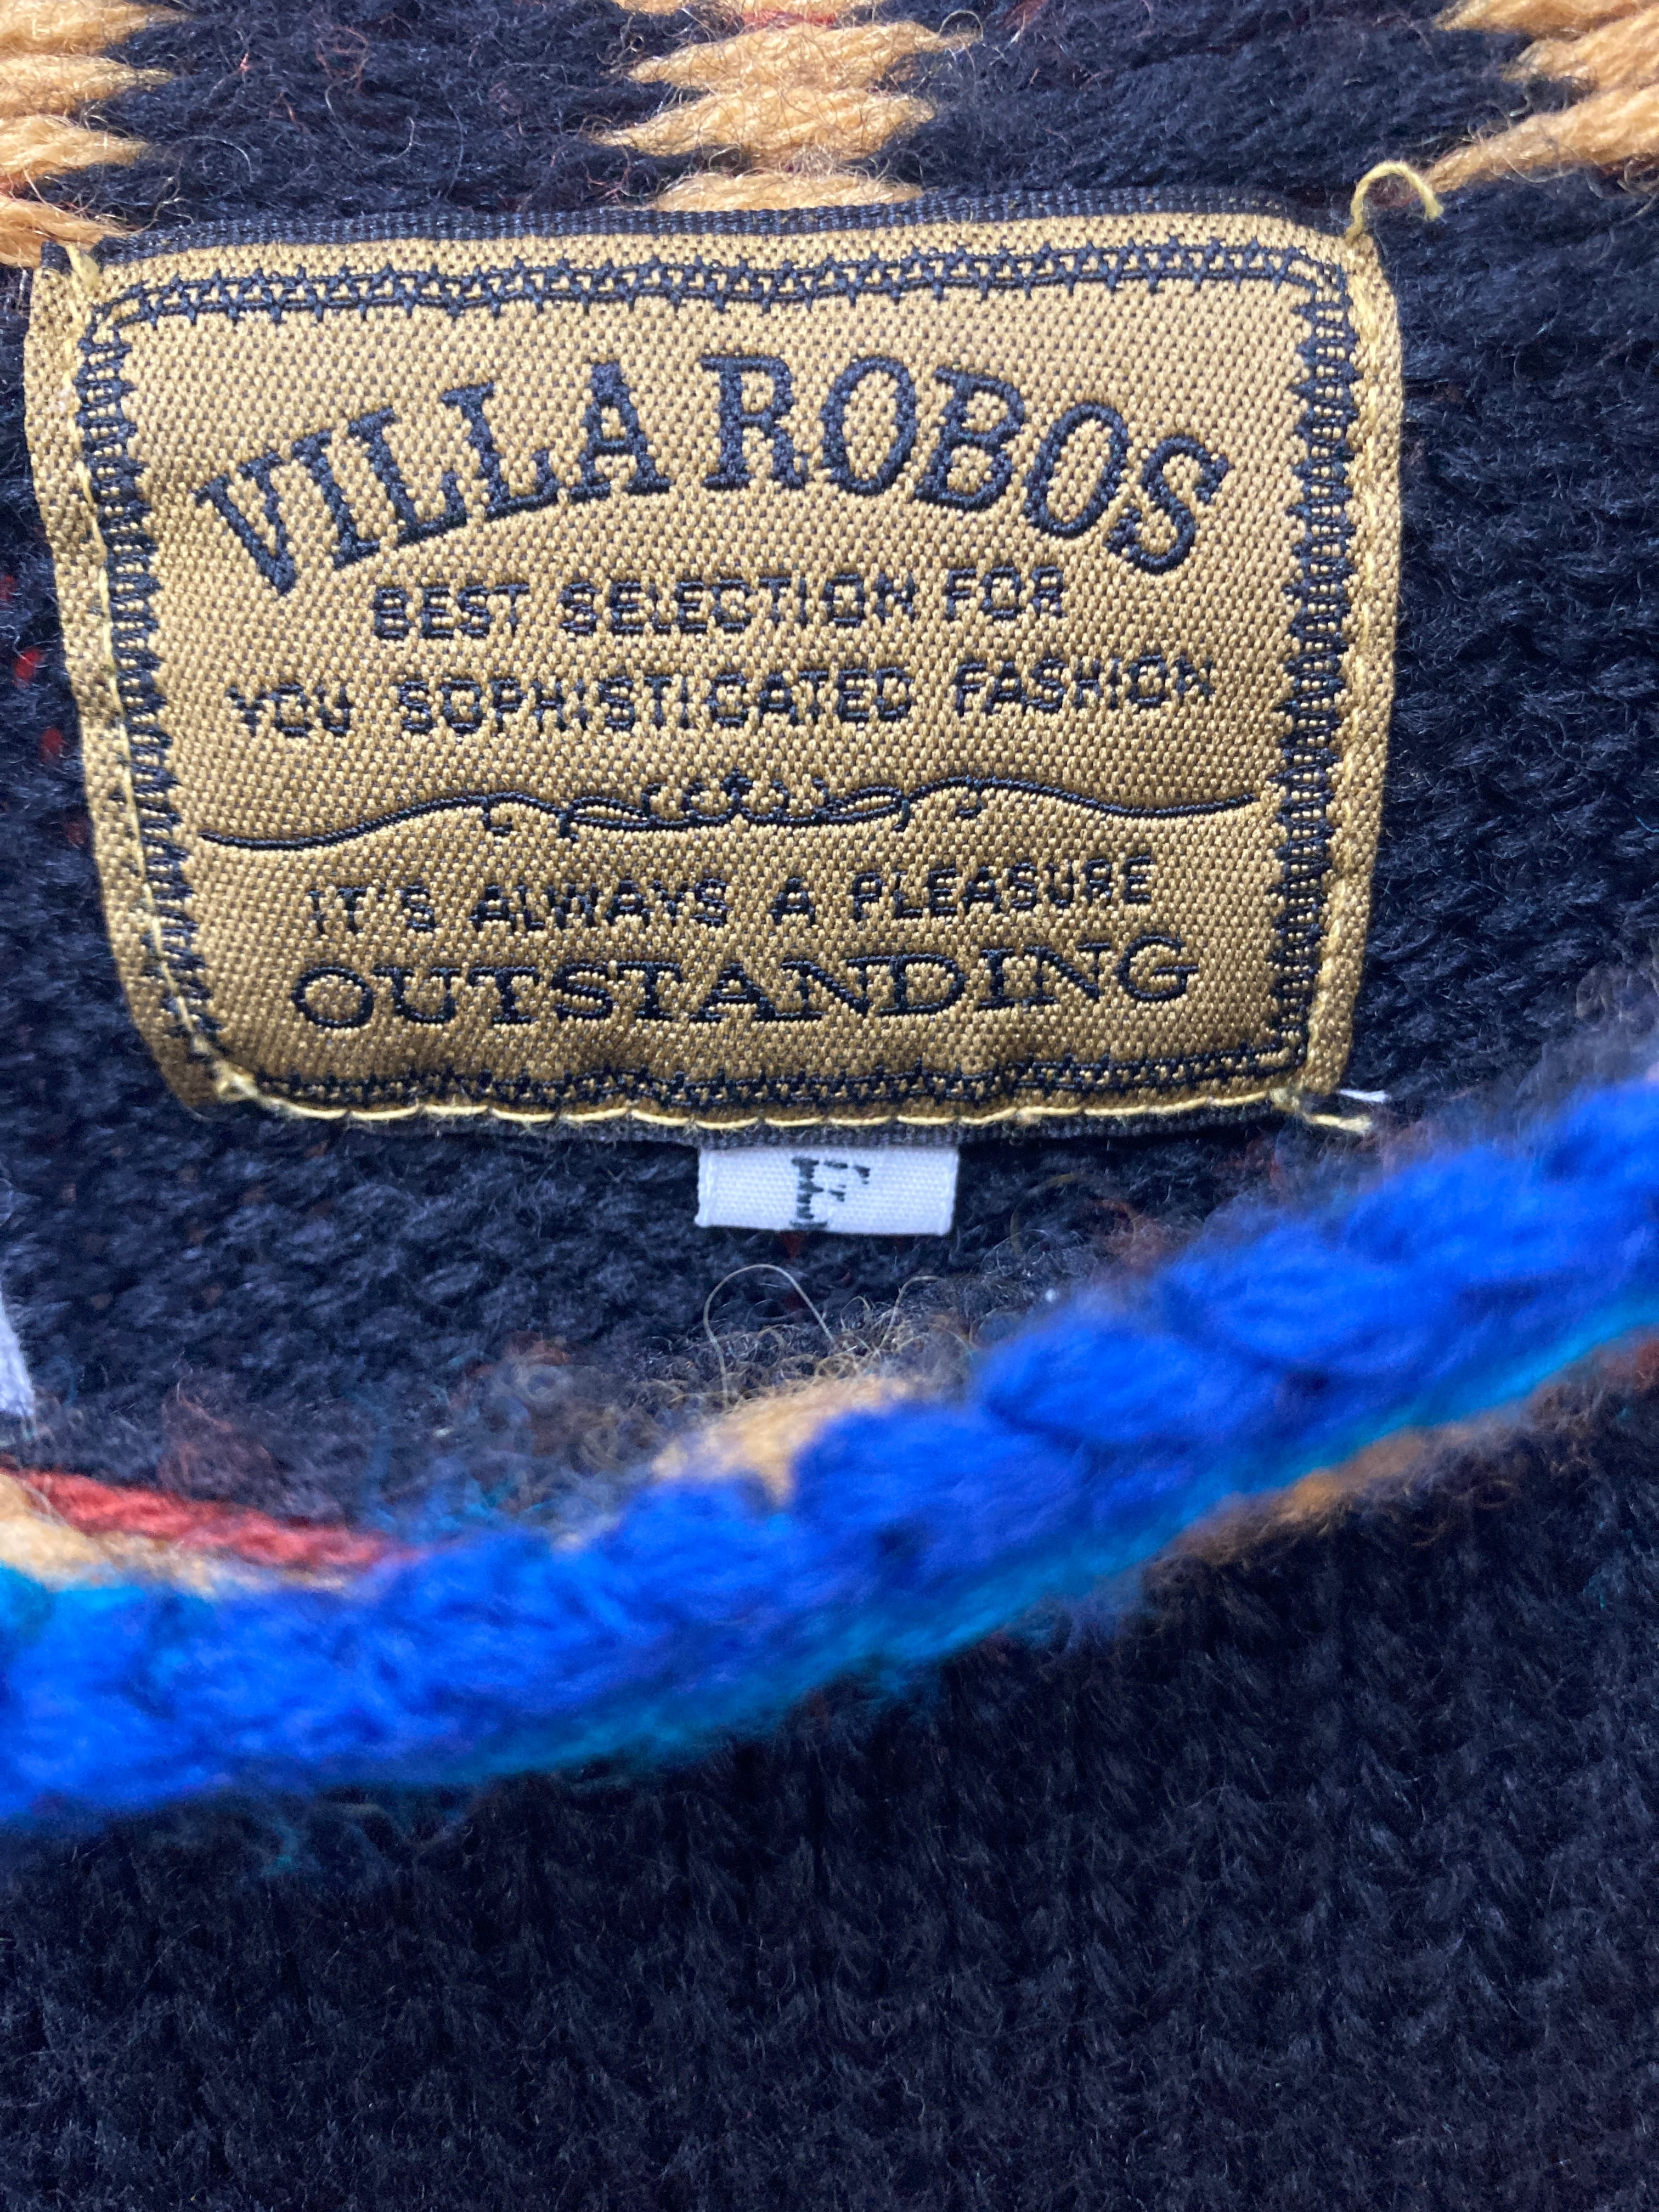 VILLA ROBOS
BEST SELECTION FOR
YOU SOPHISTICATED FASHION
IT'S ALWAYS A PLEASURE
OUTSTANDING